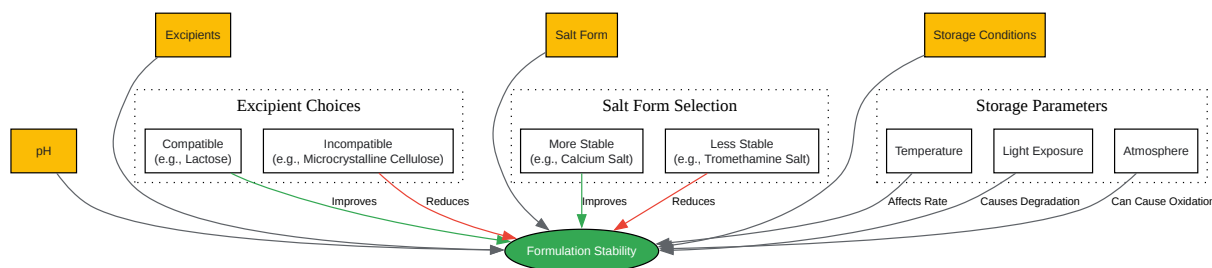 Excipients
Salt Form
Storage Conditions
Excipient Choices
Salt Form Selection
Storage Parameters
pH
Compatible
(e.g., Lactose)
Incompatible
(e.g., Microcrystalline Cellulose)
More Stable
(e.g., Calcium Salt)
Less Stable
(e.g., Tromethamine Salt)
Temperature
Light Exposure
Atmosphere
Improves
Reduces
Improves
Reduces
Affects Rate
Causes Degradation
Can Cause Oxidation
Formulation Stability